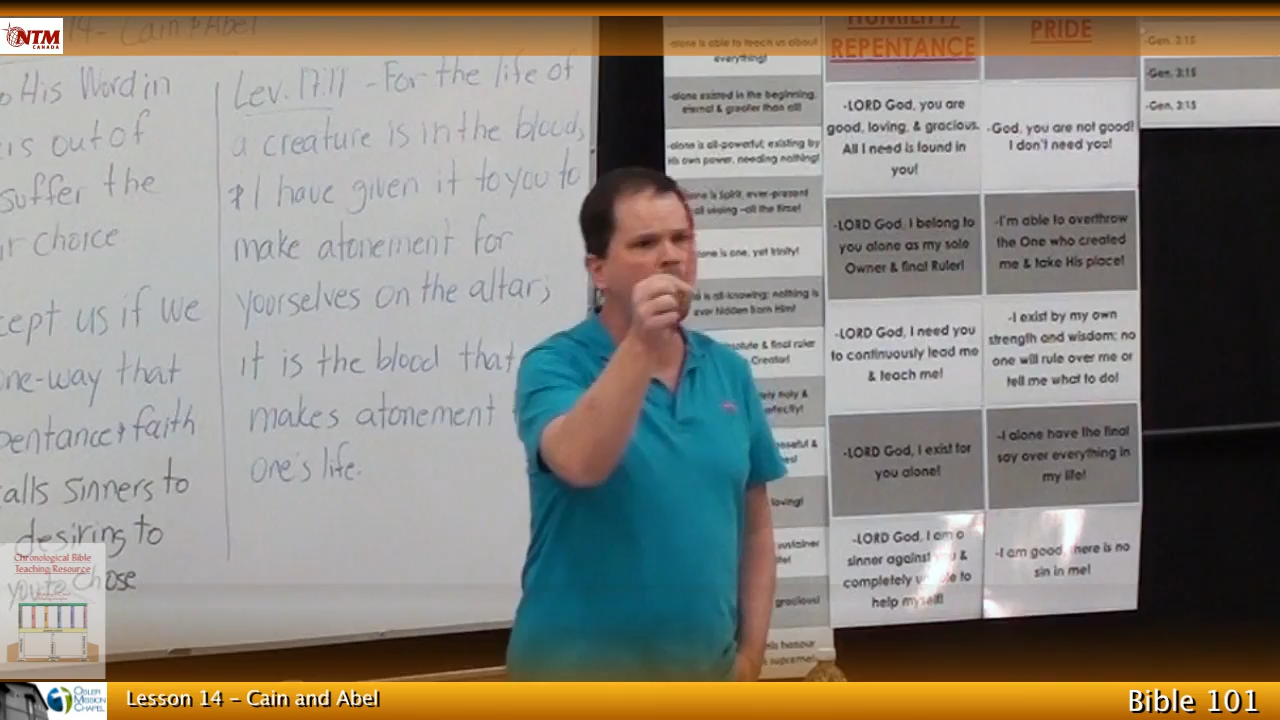 NTM
CANADA
14 - Cain & Abel
His Word in
is out of
suffer the
choice
us if we
one-way that
faith
Sinners to
desiring to
Lev. 17:11 - For the life of
a creature is in the blood,
& I have given it to you to
make atonement for
yourselves on the altar;
it is the blood that
makes atonement
one's life.
-alone is able to teach us about
everything!
-alone existed in the beginning,
eternal & greater than all!
-alone is all-powerful; existing by
His own power, needing nothing!
is Spirit, ever-present
all the time!
is one, yet trinity!
is all-knowing; nothing is
ever hidden from Him!
& final ruler
Creator!
holy &
loving!
gracious!
His honour
supreme!
HUMILITY/
REPENTANCE
-LORD God, you are
good, loving, & gracious.
All I need is found in
you!
-LORD God, I belong to
you alone as my sole
Owner & final Ruler!
-LORD God, I need you
to continuously lead me
& teach me!
-LORD God, I exist for
you alone!
-LORD God, I am a
sinner against you &
completely unable to
help myself!
PRIDE
-God, you are not good!
I don't need you!
-I'm able to overthrow
the One who created
me & take His place!
-I exist by my own
strength and wisdom; no
one will rule over me or
tell me what to do!
-I alone have the final
say over everything in
my life!
-I am good, there is no
sin in me!
-Gen. 3:15
-Gen. 3:15
-Gen. 3:15
Chronological Bible
Teaching Resource
OSLER
MISSION
CHAPEL
Lesson 14 - Cain and Abel
Bible 101